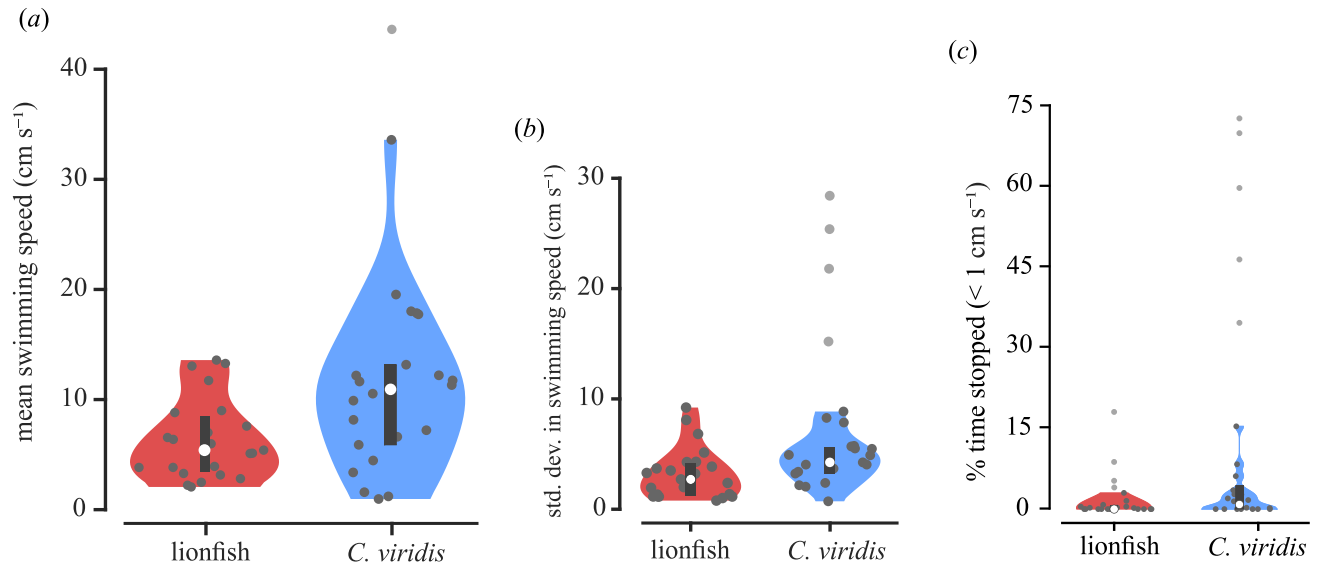 (a)
mean swimming speed (cm s⁻¹)
40
30
20
10
0
lionfish
C. viridis
(b)
std. dev. in swimming speed (cm s⁻¹)
30
20
10
0
lionfish
C. viridis
(c)
% time stopped (< 1 cm s⁻¹)
75
60
45
30
15
0
lionfish
C. viridis